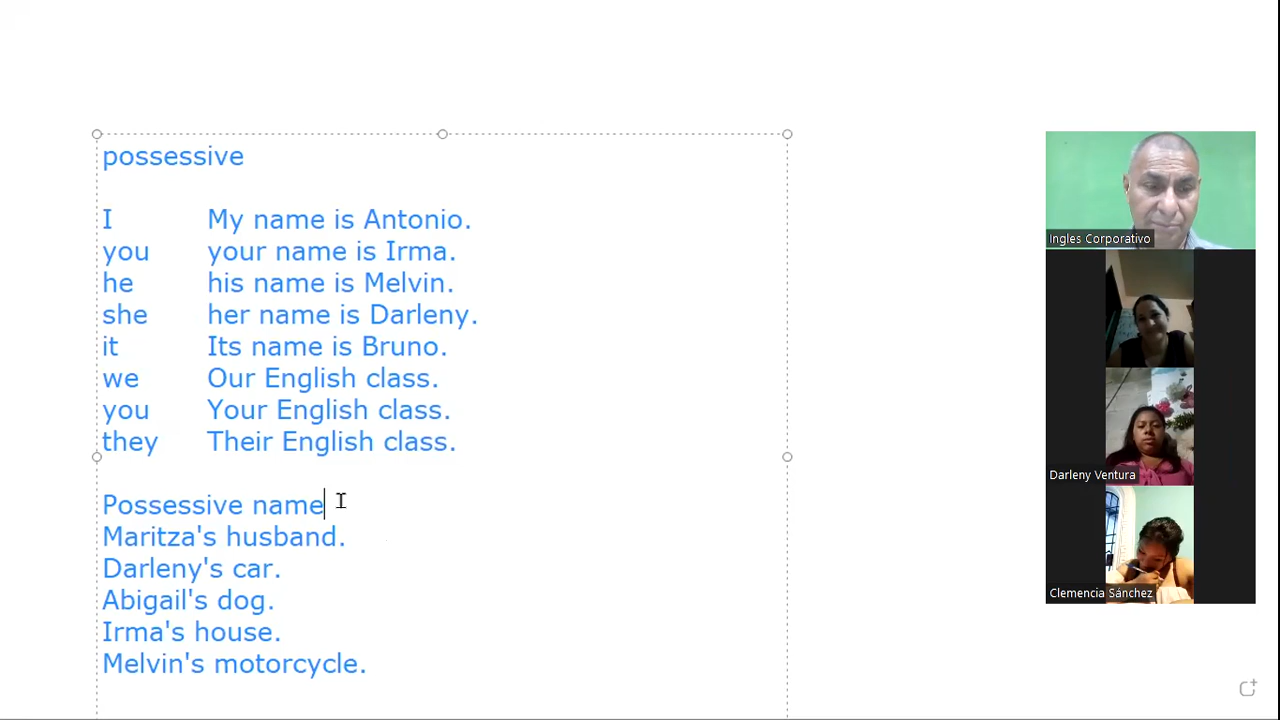 possessive
I My name is Antonio.
you your name is Irma.
he his name is Melvin.
she her name is Darleny.
it Its name is Bruno.
we Our English class.
you Your English class.
they Their English class.
Possessive name
Maritza's husband.
Darleny's car.
Abigail's dog.
Irma's house.
Melvin's motorcycle.
Ingles Corporativo
Darleny Ventura
Clemencia Sánchez